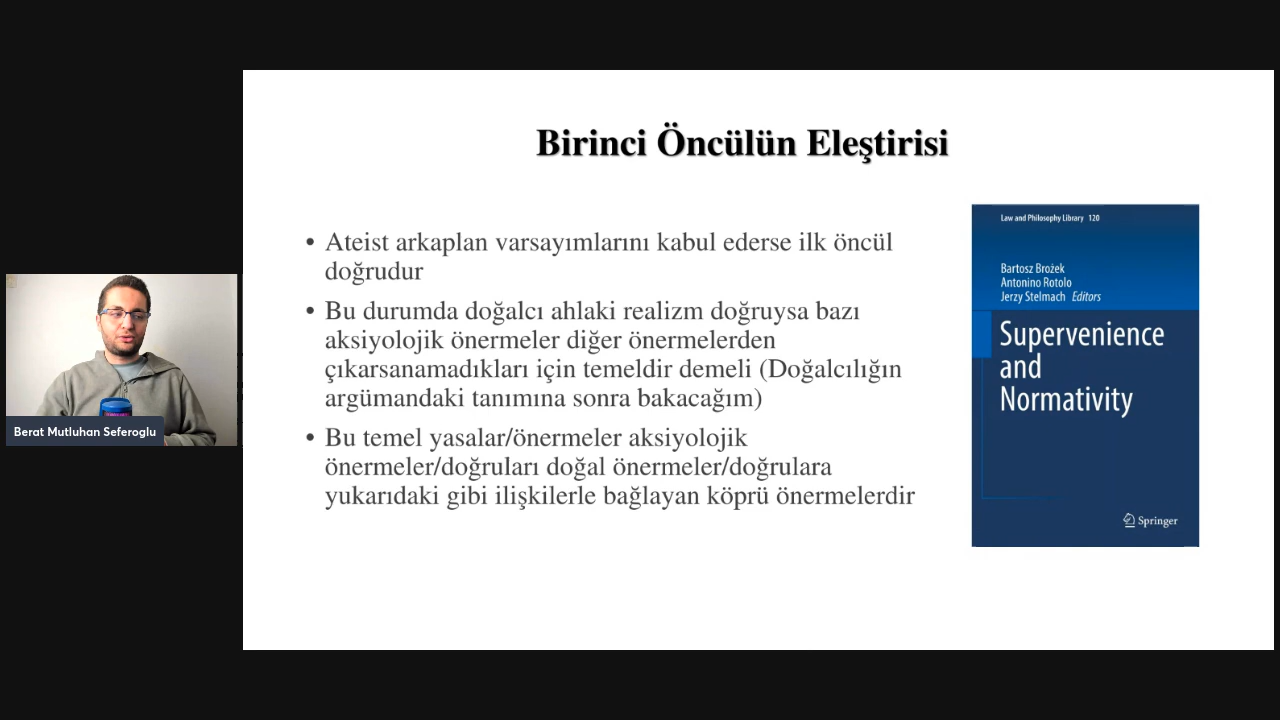 Birinci Öncülün Eleştirisi
• Ateist arkaplan varsayımlarını kabul ederse ilk öncül
doğrudur
• Bu durumda doğalcı ahlaki realizm doğruysa bazı
aksiyolojik önermeler diğer önermelerden
çıkarsanamadıkları için temeldir demeli (Doğalcılığın
argümandaki tanımına sonra bakacağım)
• Bu temel yasalar/önermeler aksiyolojik
önermeler/doğruları doğal önermeler/doğrulara
yukarıdaki gibi ilişkilerle bağlayan köprü önermelerdir
Law and Philosophy Library 120
Bartosz Brożek
Antonino Rotolo
Jerzy Stelmach Editors
Supervenience
and
Normativity
Springer
Berat Mutluhan Seferoglu